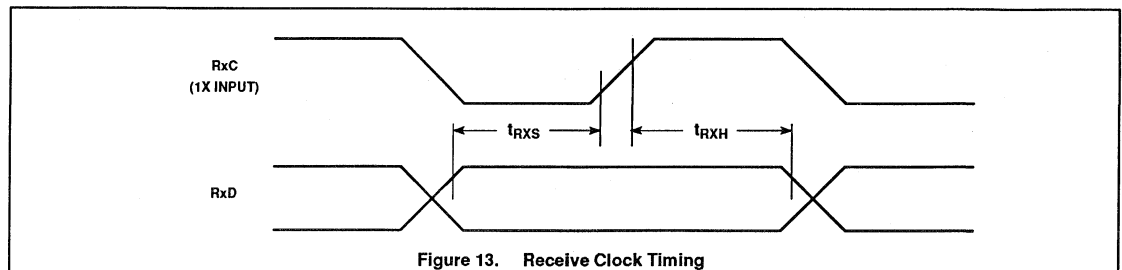 RxC
(1X INPUT)
tRXS
tRXH
RxD
Figure 13. Receive Clock Timing